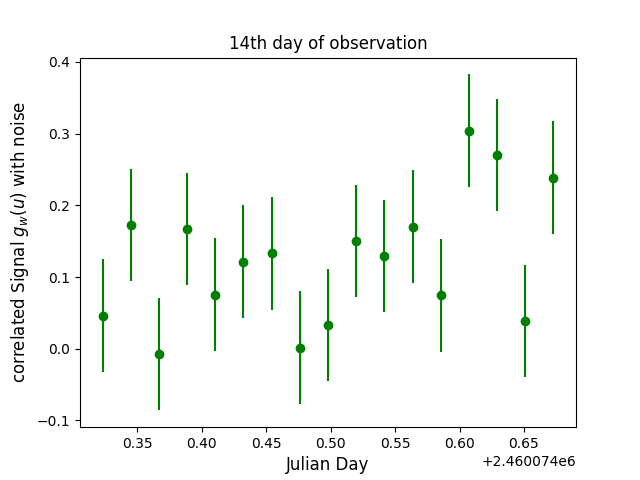 14th day of observation
correlated Signal g_w(u) with noise
0.4
0.3
0.2
0.1
0.0
−0.1
0.35 0.40 0.45 0.50 0.55 0.60 0.65
Julian Day
+2.460074e6